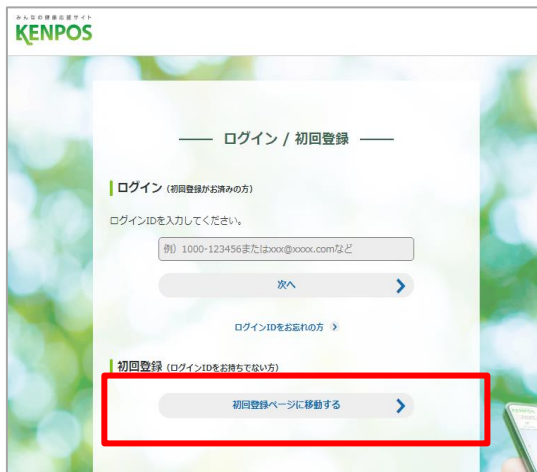 みんなの健康応援サイト
KENPOS
ログイン / 初回登録
ログイン (初回登録がお済みの方)
ログインIDを入力してください。
例）1000-123456またはxxx@xxxx.comなど
次へ
ログインIDをお忘れの方
初回登録 (ログインIDをお持ちでない方)
初回登録ページに移動する